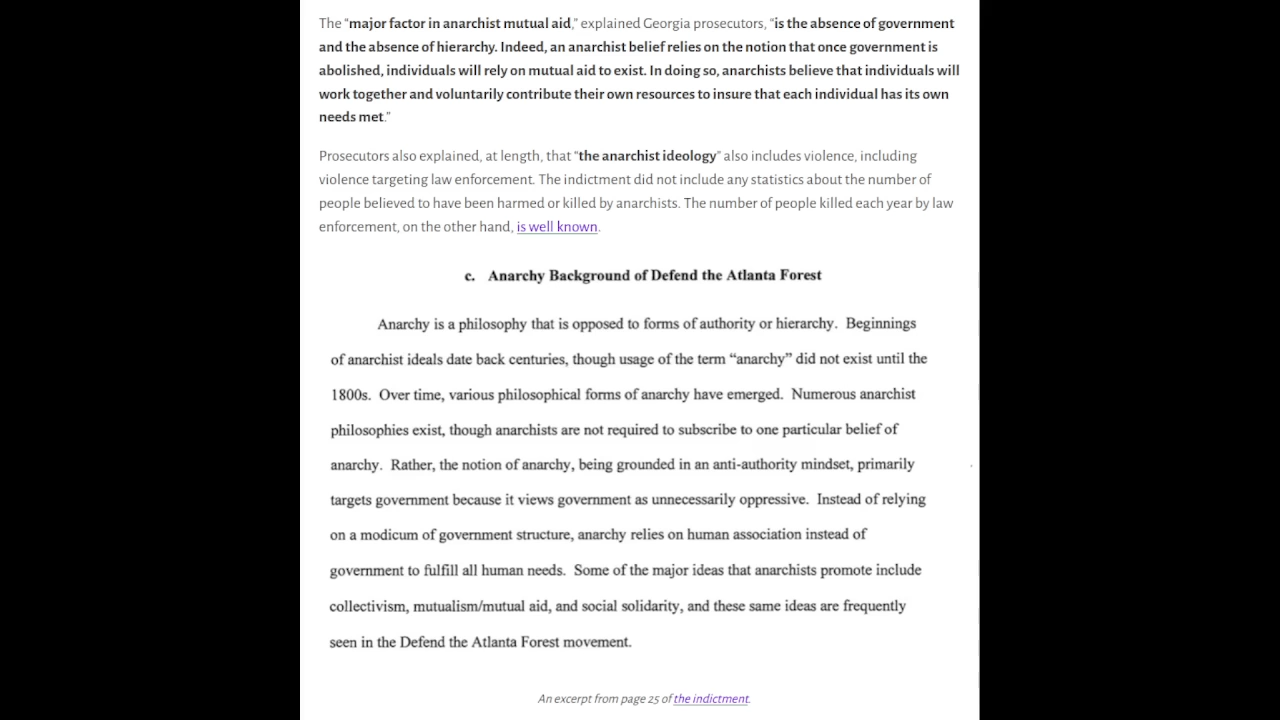 The “major factor in anarchist mutual aid,” explained Georgia prosecutors, “is the absence of government
and the absence of hierarchy. Indeed, an anarchist belief relies on the notion that once government is
abolished, individuals will rely on mutual aid to exist. In doing so, anarchists believe that individuals will
work together and voluntarily contribute their own resources to insure that each individual has its own
needs met.”
Prosecutors also explained, at length, that “the anarchist ideology” also includes violence, including
violence targeting law enforcement. The indictment did not include any statistics about the number of
people believed to have been harmed or killed by anarchists. The number of people killed each year by law
enforcement, on the other hand, is well known.
c. Anarchy Background of Defend the Atlanta Forest
Anarchy is a philosophy that is opposed to forms of authority or hierarchy. Beginnings
of anarchist ideals date back centuries, though usage of the term “anarchy” did not exist until the
1800s. Over time, various philosophical forms of anarchy have emerged. Numerous anarchist
philosophies exist, though anarchists are not required to subscribe to one particular belief of
anarchy. Rather, the notion of anarchy, being grounded in an anti-authority mindset, primarily
targets government because it views government as unnecessarily oppressive. Instead of relying
on a modicum of government structure, anarchy relies on human association instead of
government to fulfill all human needs. Some of the major ideas that anarchists promote include
collectivism, mutualism/mutual aid, and social solidarity, and these same ideas are frequently
seen in the Defend the Atlanta Forest movement.
An excerpt from page 25 of the indictment.